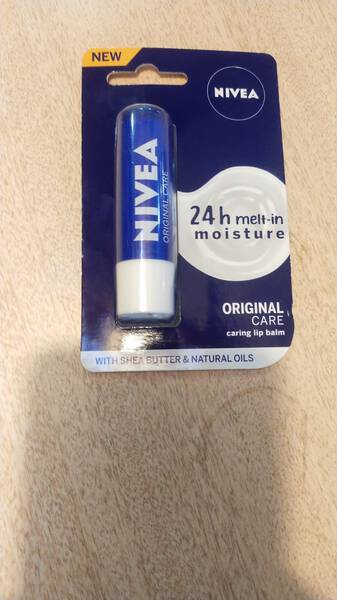 NEW
NIVEA
NIVEA
ORIGINAL CARE
24h melt-in
moisture
ORIGINAL
CARE
caring lip balm
WITH SHEA BUTTER & NATURAL OILS